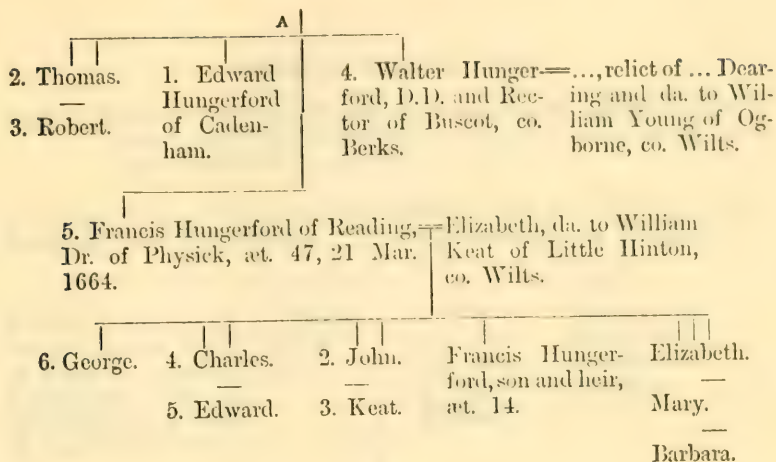 A
2. Thomas.
—
3. Robert.
1. Edward
Hungerford
of Caden-
ham.
4. Walter Hunger-
ford, D.D. and Rec-
tor of Buscot, co.
Berks.
=..., relict of ... Dear-
ing and da. to Wil-
liam Young of Og-
borne, co. Wilts.
5. Francis Hungerford of Reading,
Dr. of Physick, æt. 47, 21 Mar.
1664.
=Elizabeth, da. to William
Keat of Little Hinton,
co. Wilts.
6. George.
4. Charles.
—
5. Edward.
2. John.
—
3. Keat.
Francis Hunger-
ford, son and heir,
æt. 14.
Elizabeth.
—
Mary.
—
Barbara.